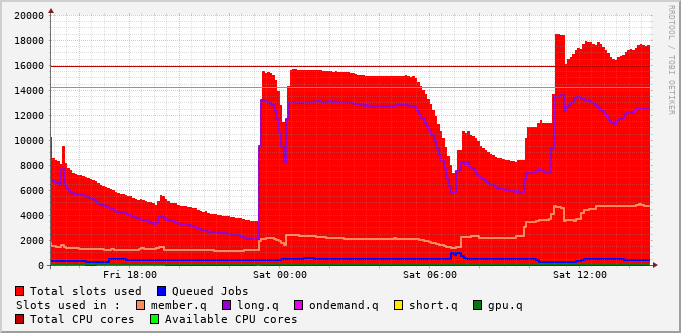 20000
18000
16000
14000
12000
10000
8000
6000
4000
2000
0
Fri 18:00 Sat 00:00 Sat 06:00 Sat 12:00
RRDTOOL / TOBI OETIKER
Total slots used Queued Jobs
Slots used in : member.q long.q ondemand.q short.q gpu.q
Total CPU cores Available CPU cores